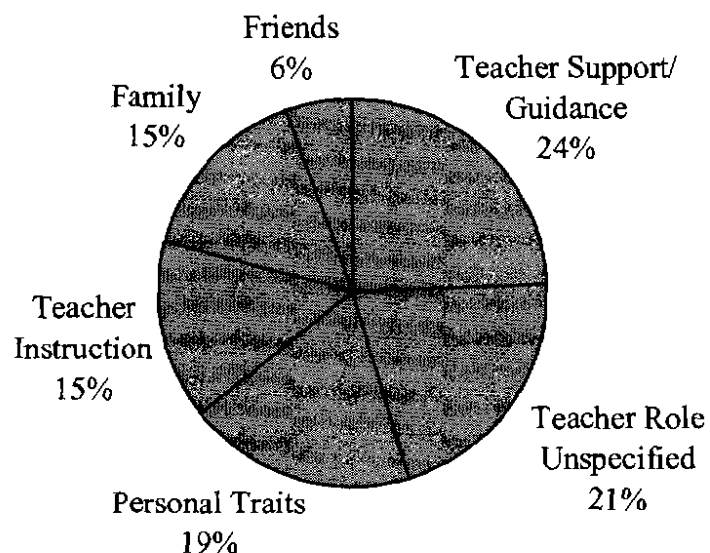 Friends
6%
Teacher Support/
Guidance
24%
Family
15%
Teacher
Instruction
15%
Teacher Role
Unspecified
21%
Personal Traits
19%